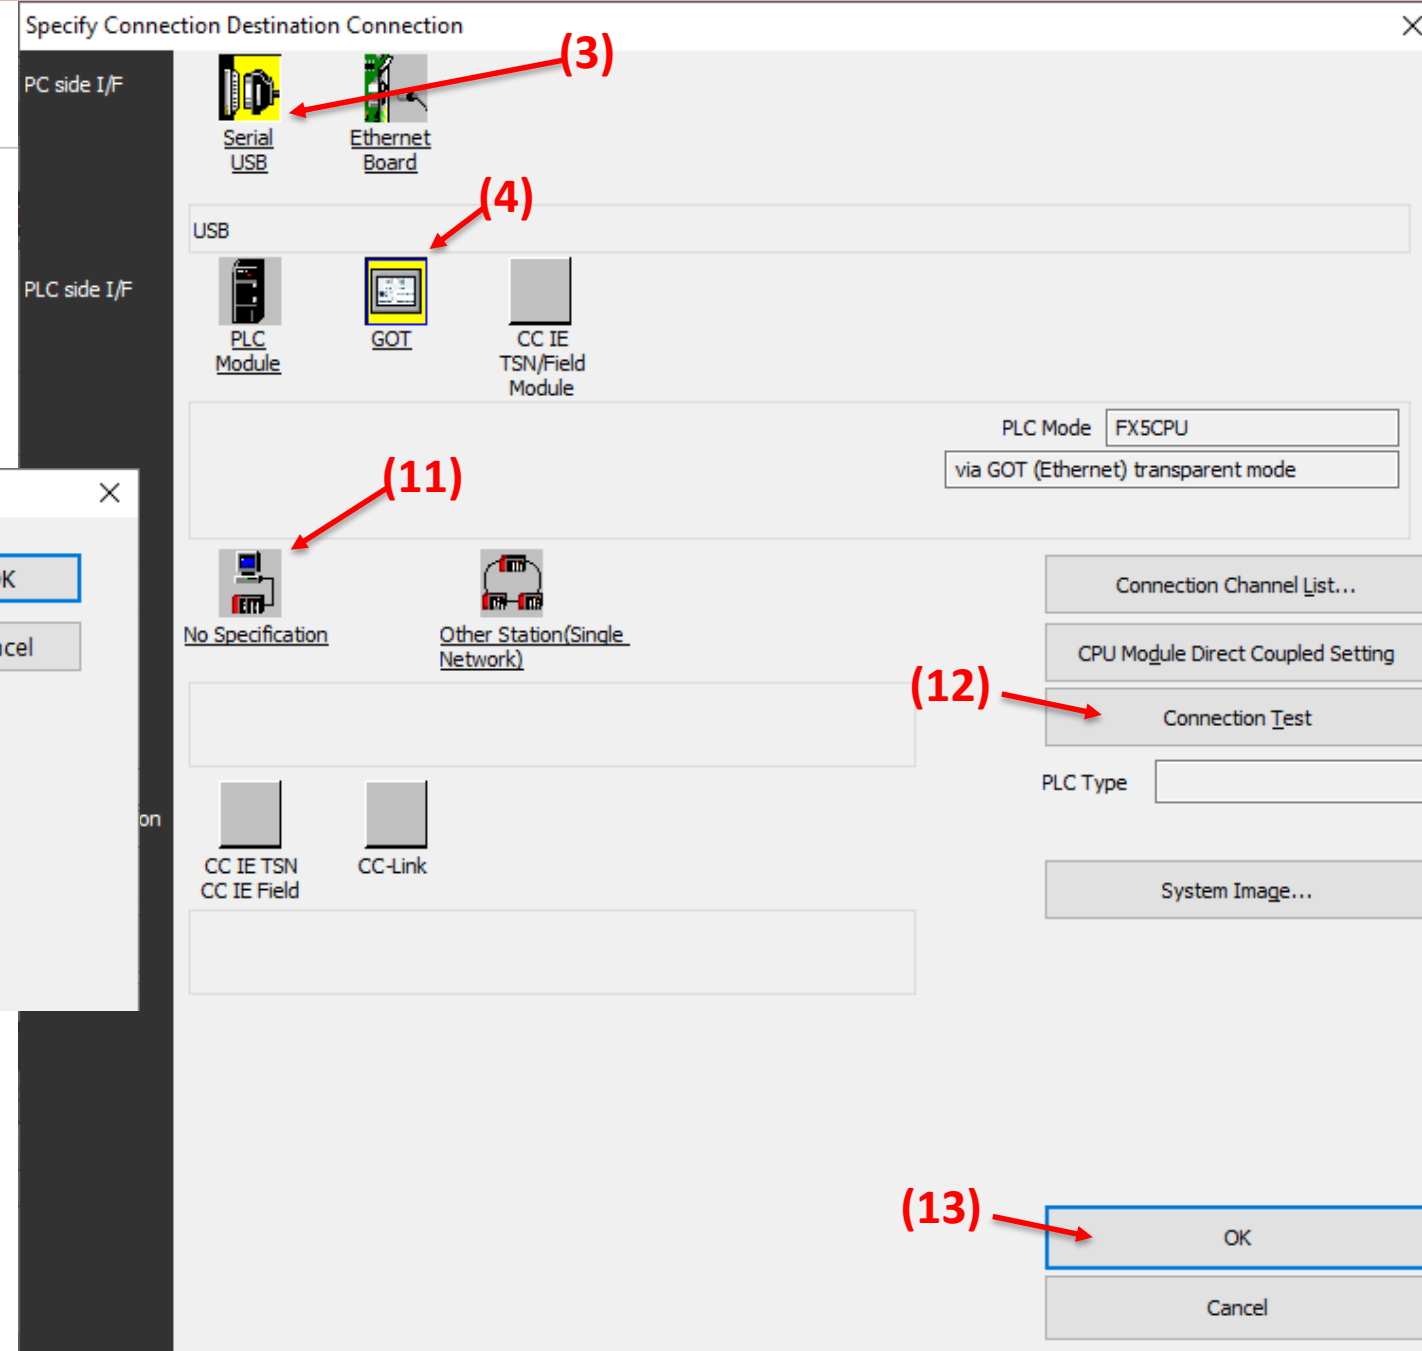 Specify Connection Destination Connection
(3)
PC side I/F
Serial
USB
Ethernet
Board
(4)
USB
PLC side I/F
PLC
Module
GOT
CC IE
TSN/Field
Module
PLC Mode FX5CPU
via GOT (Ethernet) transparent mode
(11)
No Specification
Other Station(Single
Network)
Connection Channel List...
CPU Module Direct Coupled Setting
(12)
Connection Test
PLC Type
on
CC IE TSN
CC IE Field
CC-Link
System Image...
(13)
OK
Cancel